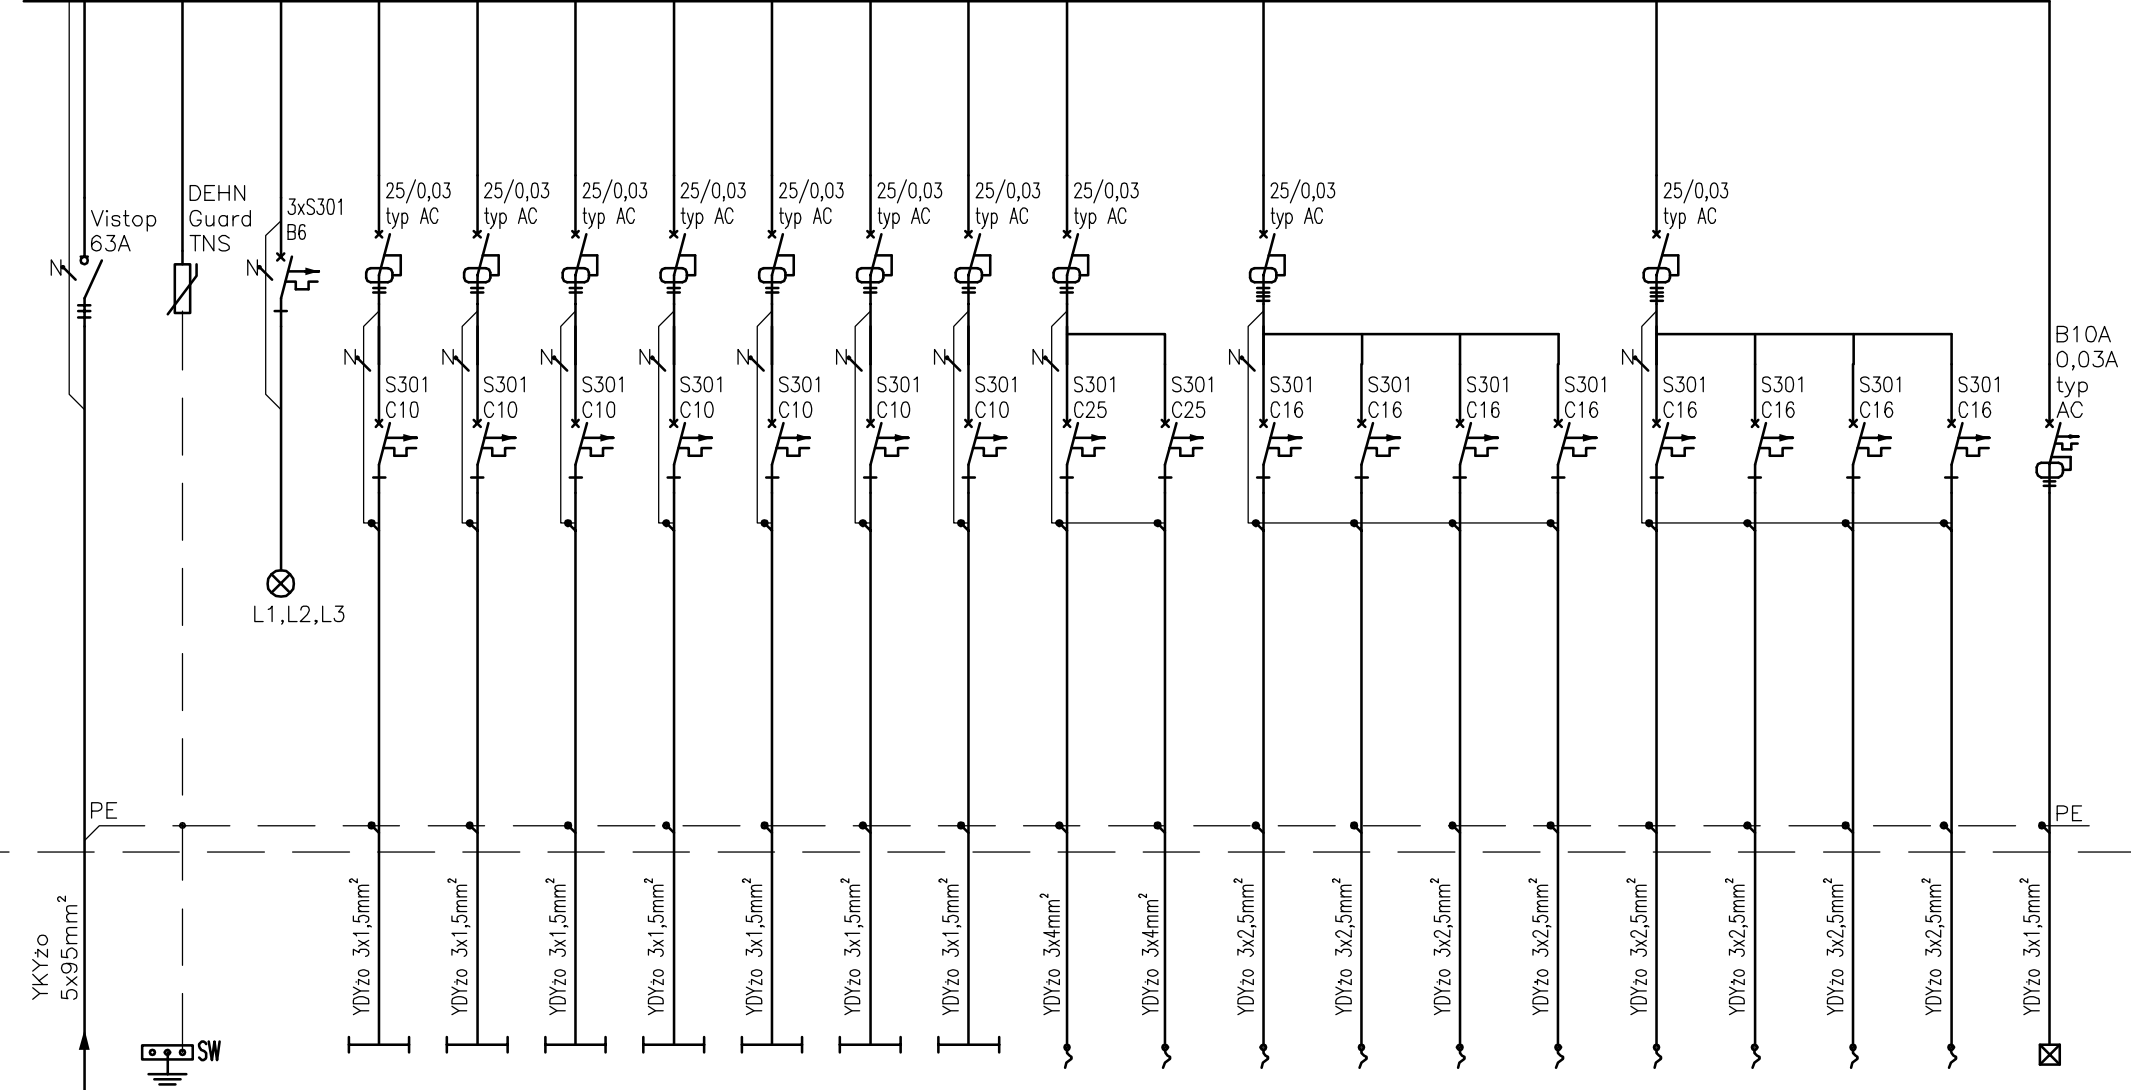 Vistop
63A
N
DEHN
Guard
TNS
3xS301
B6
N
25/0,03
typ AC
25/0,03
typ AC
25/0,03
typ AC
25/0,03
typ AC
25/0,03
typ AC
25/0,03
typ AC
25/0,03
typ AC
25/0,03
typ AC
25/0,03
typ AC
25/0,03
typ AC
N
S301
C10
N
S301
C10
N
S301
C10
N
S301
C10
N
S301
C10
N
S301
C10
N
S301
C10
N
S301
C25
S301
C25
N
S301
C16
S301
C16
S301
C16
S301
C16
N
S301
C16
S301
C16
S301
C16
S301
C16
B10A
0,03A
typ
AC
L1,L2,L3
PE
PE
YKYżo
5x95mm²
SW
YDYżo 3x1,5mm²
YDYżo 3x1,5mm²
YDYżo 3x1,5mm²
YDYżo 3x1,5mm²
YDYżo 3x1,5mm²
YDYżo 3x1,5mm²
YDYżo 3x1,5mm²
YDYżo 3x4mm²
YDYżo 3x4mm²
YDYżo 3x2,5mm²
YDYżo 3x2,5mm²
YDYżo 3x2,5mm²
YDYżo 3x2,5mm²
YDYżo 3x2,5mm²
YDYżo 3x2,5mm²
YDYżo 3x2,5mm²
YDYżo 3x2,5mm²
YDYżo 3x1,5mm²